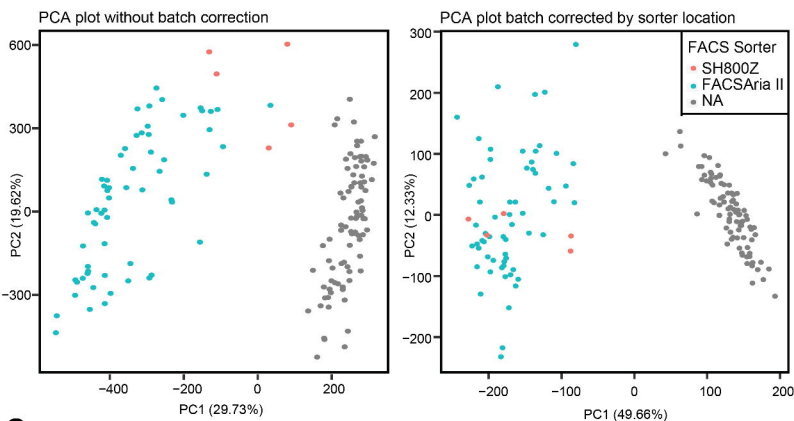 PCA plot without batch correction
600
300
0
−300
PC2 (19.62%)
−400
−200
0
200
PC1 (29.73%)
PCA plot batch corrected by sorter location
300
200
100
0
−100
−200
PC2 (12.33%)
−200
−100
0
100
200
PC1 (49.66%)
FACS Sorter
SH800Z
FACSAria II
NA